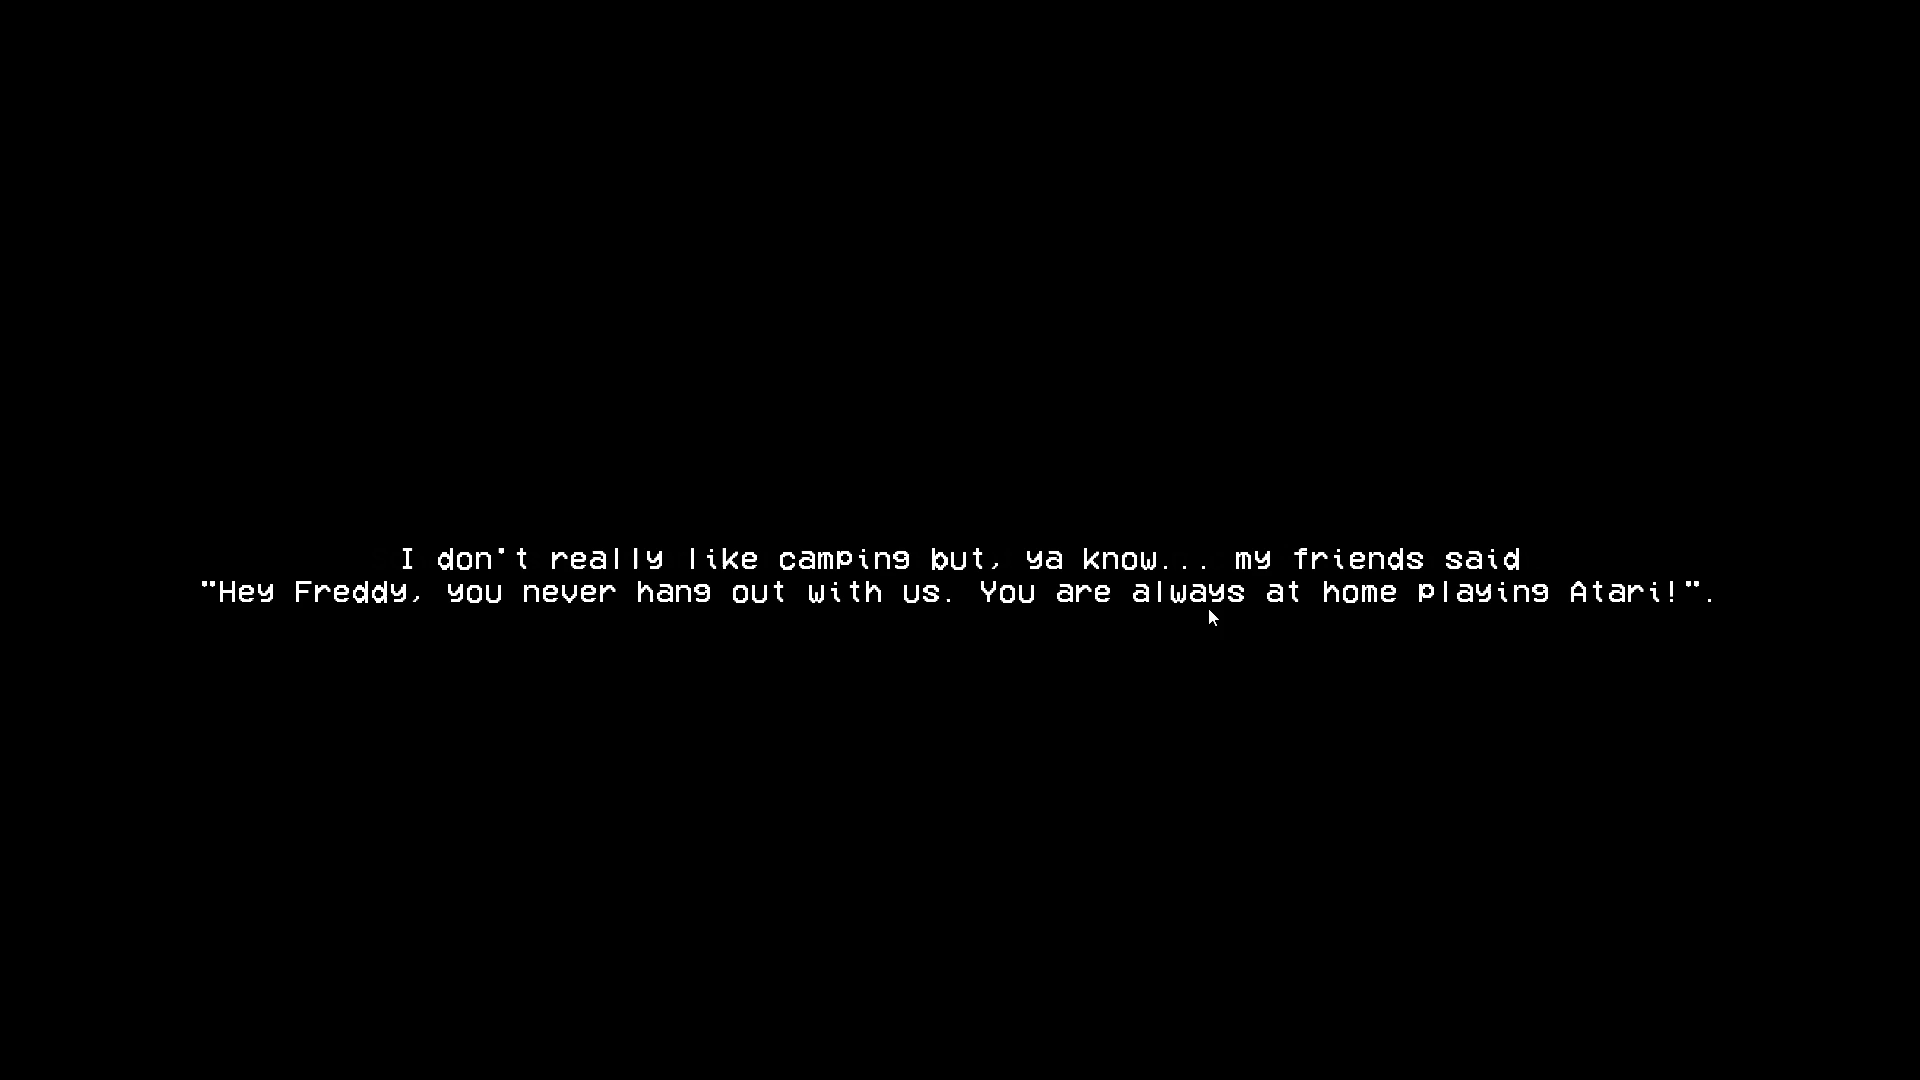 I don't really like camping but, ya know... my friends said
"Hey Freddy, you never hang out with us. You are always at home playing Atari!".